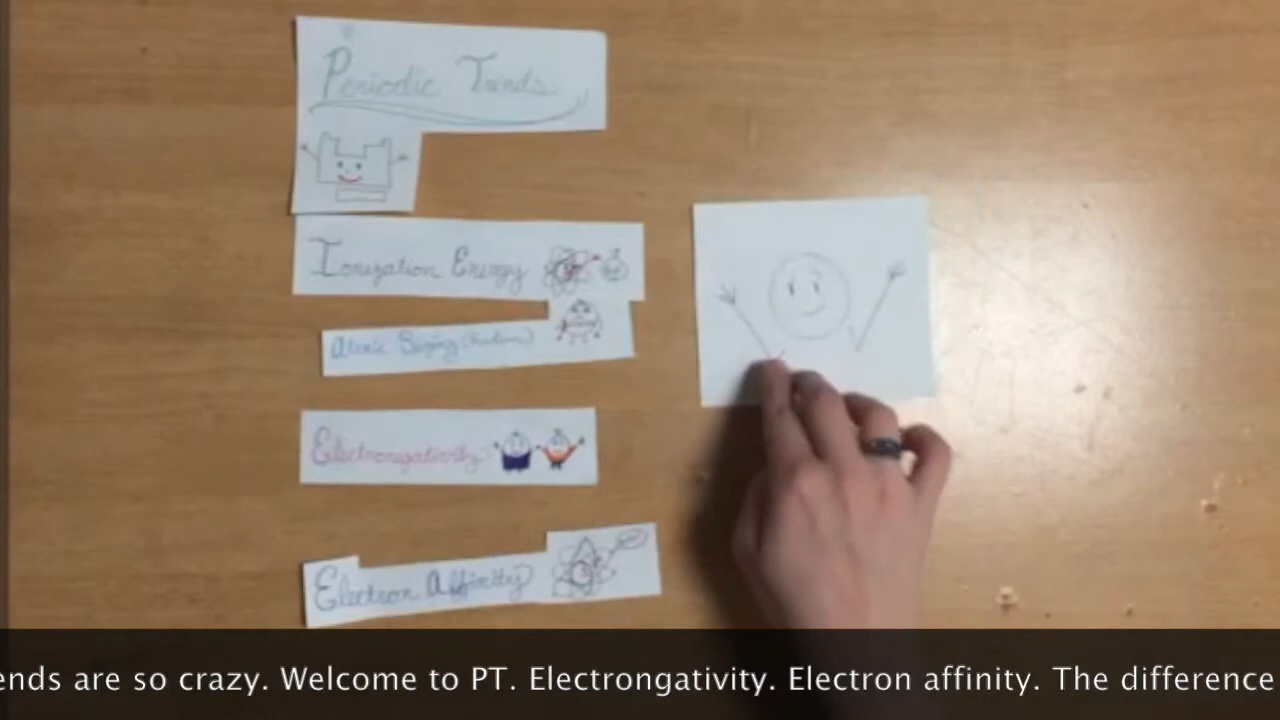 Periodic Trends
Ionization Energy
Atomic Sizing (Radius)
Electronegativity
Electron Affinity
ends are so crazy. Welcome to PT. Electrongativity. Electron affinity. The difference